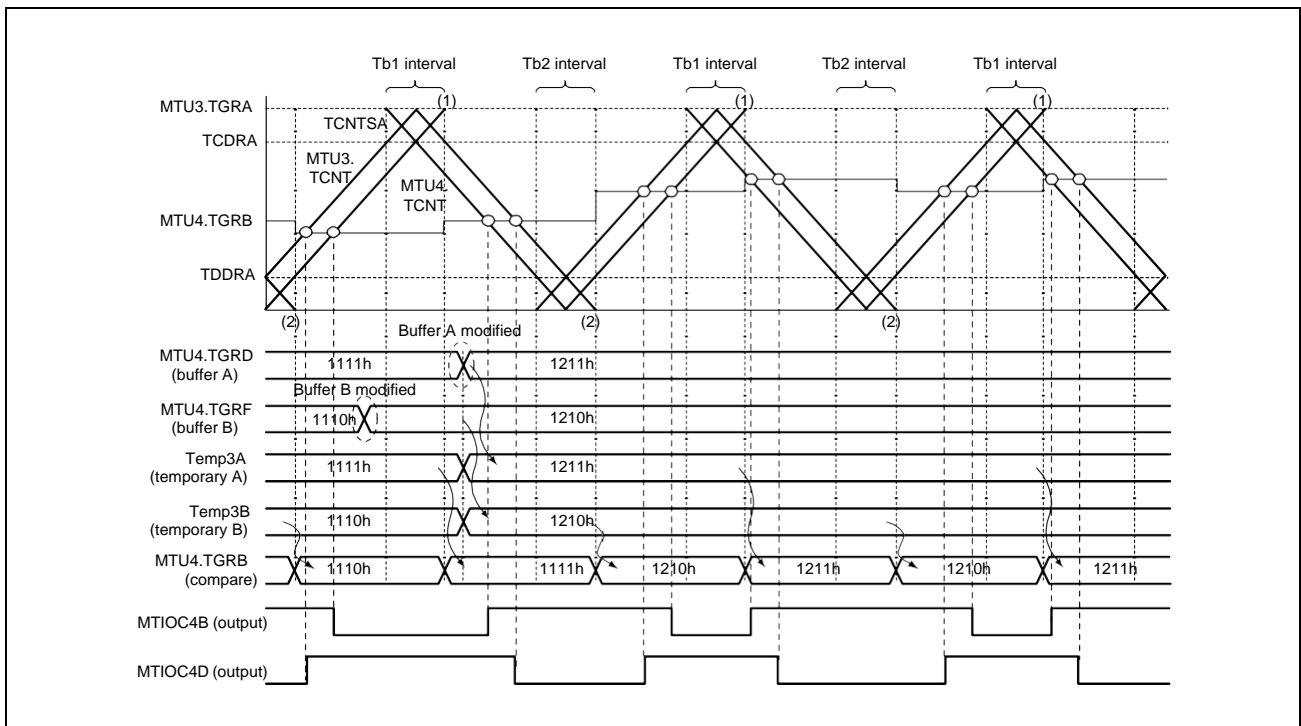 Tb1 interval Tb2 interval Tb1 interval Tb2 interval Tb1 interval
MTU3.TGRA (1) (1) (1)
TCNTSA
TCDRA
MTU3.
TCNT
MTU4.
TCNT
MTU4.TGRB
TDDRA
(2) (2) (2)
Buffer A modified
MTU4.TGRD
(buffer A)
1111h 1211h
Buffer B modified
MTU4.TGRF
(buffer B)
1110h 1210h
Temp3A
(temporary A)
1111h 1211h
Temp3B
(temporary B)
1110h 1210h
MTU4.TGRB
(compare)
1110h 1111h 1210h 1211h 1210h 1211h
MTIOC4B (output)
MTIOC4D (output)